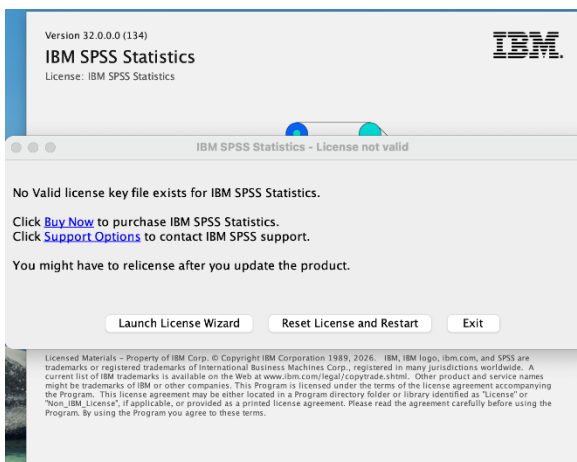 Version 32.0.0.0 (134)
IBM SPSS Statistics
License: IBM SPSS Statistics
IBM.
IBM SPSS Statistics - License not valid
No Valid license key file exists for IBM SPSS Statistics.
Click Buy Now to purchase IBM SPSS Statistics.
Click Support Options to contact IBM SPSS support.
You might have to relicense after you update the product.
Launch License Wizard
Reset License and Restart
Exit
Licensed Materials – Property of IBM Corp. © Copyright IBM Corporation 1989, 2026. IBM, IBM logo, ibm.com, and SPSS are
trademarks or registered trademarks of International Business Machines Corp., registered in many jurisdictions worldwide. A
current list of IBM trademarks is available on the Web at www.ibm.com/legal/copytrade.shtml. Other product and service names
might be trademarks of IBM or other companies. This Program is licensed under the terms of the license agreement accompanying
the Program. This license agreement may be either located in a Program directory folder or library identified as "License" or
"Non_IBM_License", if applicable, or provided as a printed license agreement. Please read the agreement carefully before using the
Program. By using the Program you agree to these terms.